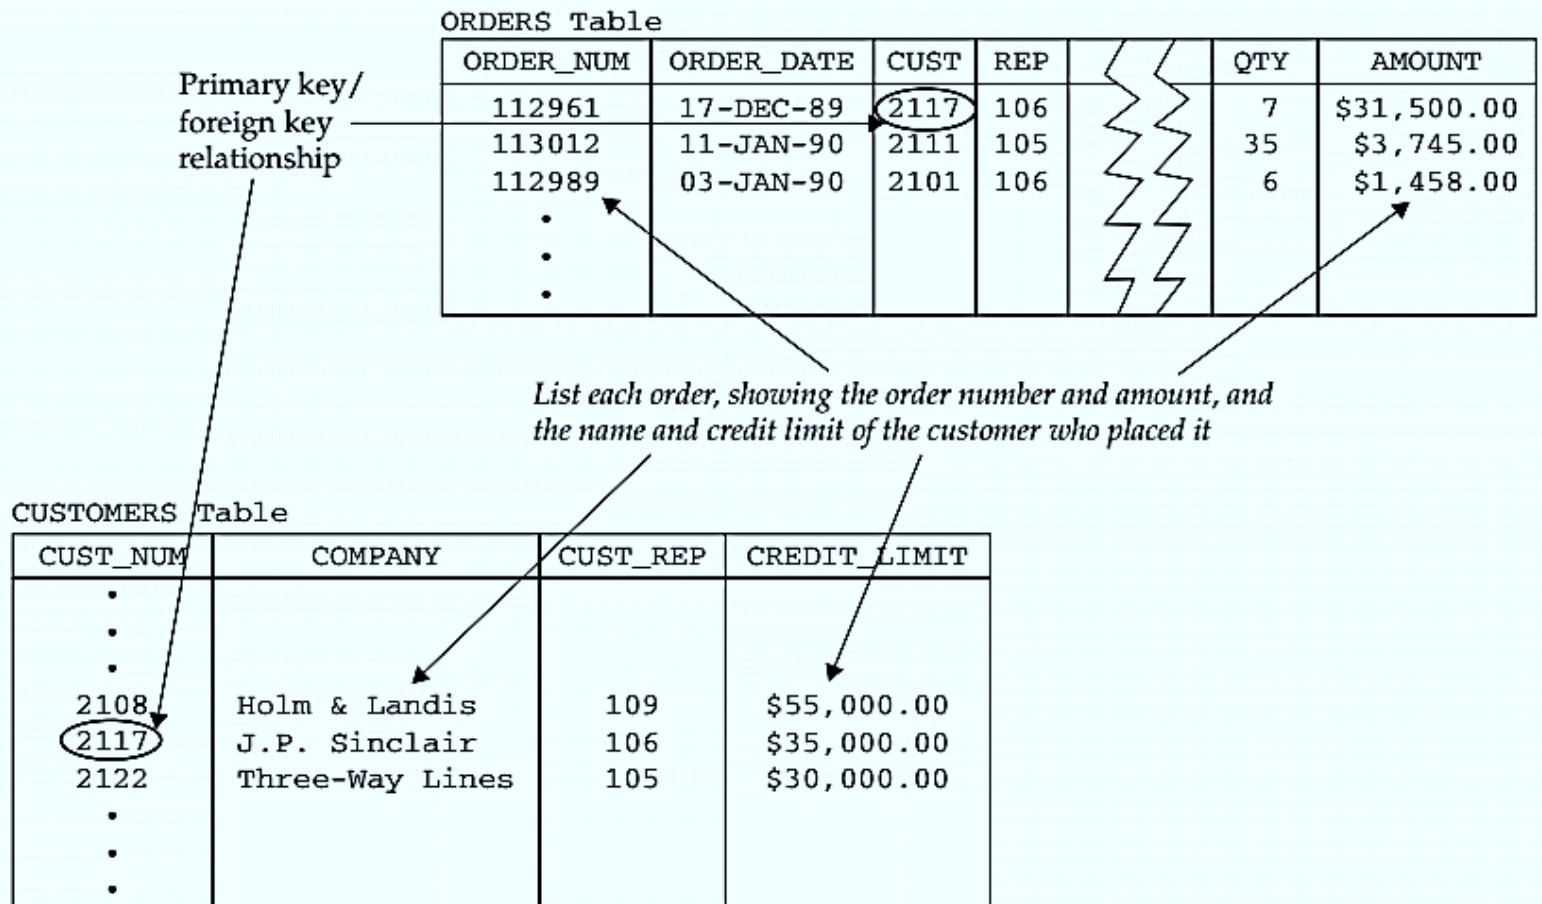 ORDERS Table
ORDER_NUM ORDER_DATE CUST REP QTY AMOUNT
112961 17-DEC-89 2117 106 7 $31,500.00
113012 11-JAN-90 2111 105 35 $3,745.00
112989 03-JAN-90 2101 106 6 $1,458.00
Primary key/
foreign key
relationship
List each order, showing the order number and amount, and
the name and credit limit of the customer who placed it
CUSTOMERS Table
CUST_NUM COMPANY CUST_REP CREDIT_LIMIT
2108 Holm & Landis 109 $55,000.00
2117 J.P. Sinclair 106 $35,000.00
2122 Three-Way Lines 105 $30,000.00